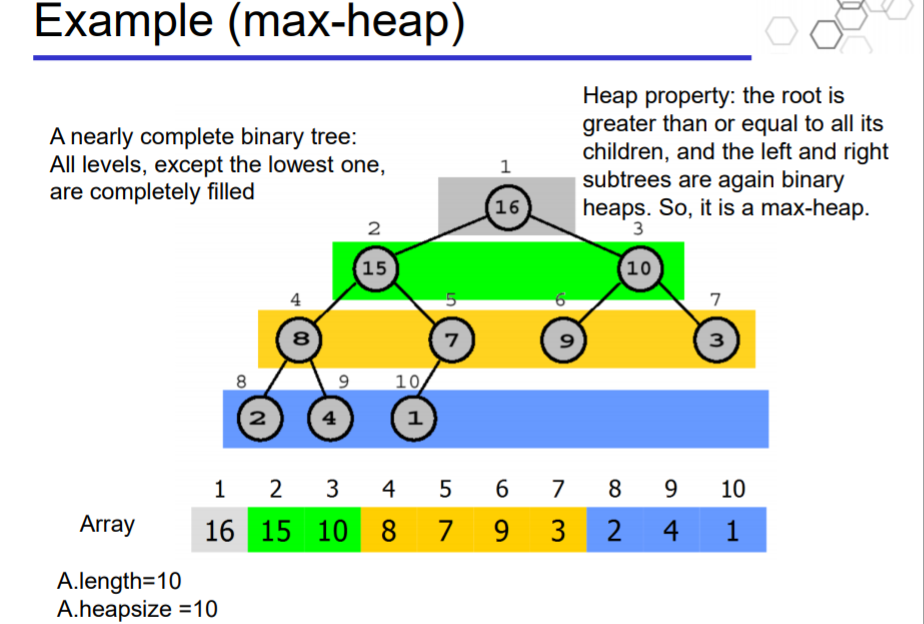 Example (max-heap)
Heap property: the root is
greater than or equal to all its
children, and the left and right
subtrees are again binary
heaps. So, it is a max-heap.
A nearly complete binary tree:
All levels, except the lowest one,
are completely filled
1
16
2 3
15 10
4 5 6 7
8 7 9 3
8 9 10
2 4 1
1 2 3 4 5 6 7 8 9 10
Array 16 15 10 8 7 9 3 2 4 1
A.length=10
A.heapsize =10